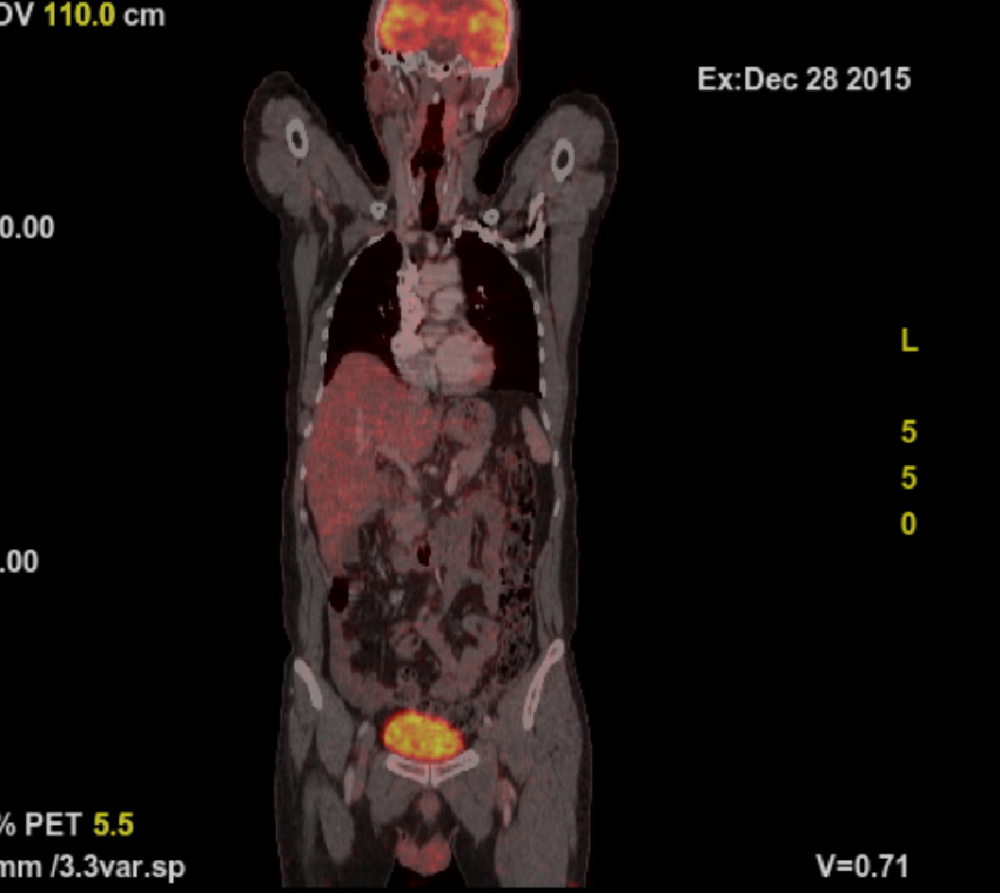 OV 110.0 cm
Ex:Dec 28 2015
0.00
L
5
5
0
.00
% PET 5.5
mm /3.3var.sp
V=0.71